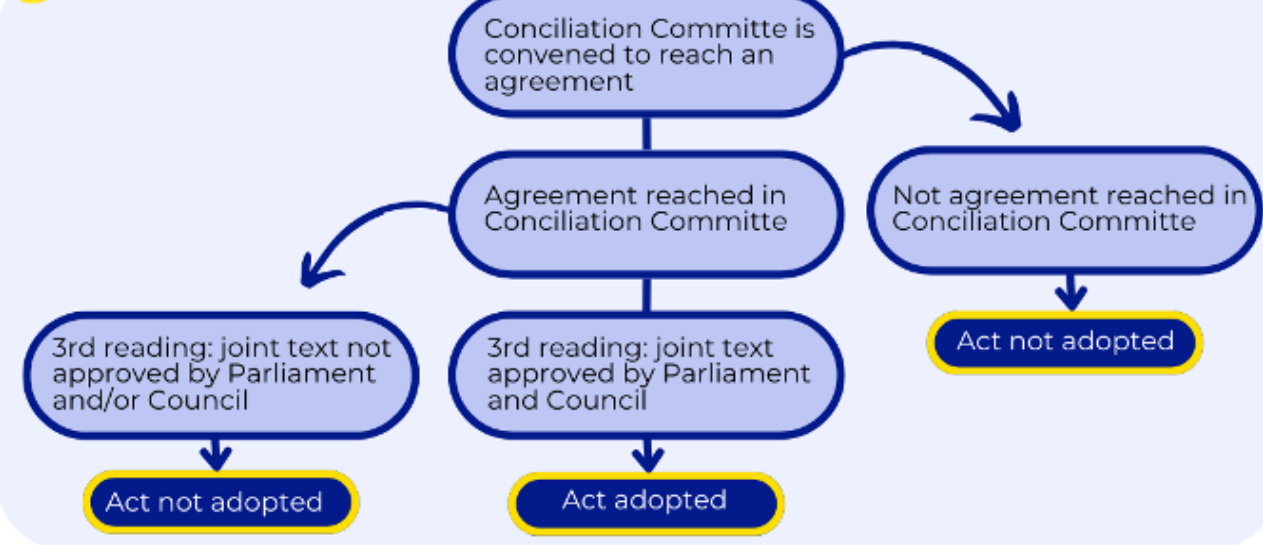 Conciliation Committe is
convened to reach an
agreement
Agreement reached in
Conciliation Committe
Not agreement reached in
Conciliation Committe
Act not adopted
3rd reading: joint text not
approved by Parliament
and/or Council
3rd reading: joint text
approved by Parliament
and Council
Act not adopted
Act adopted